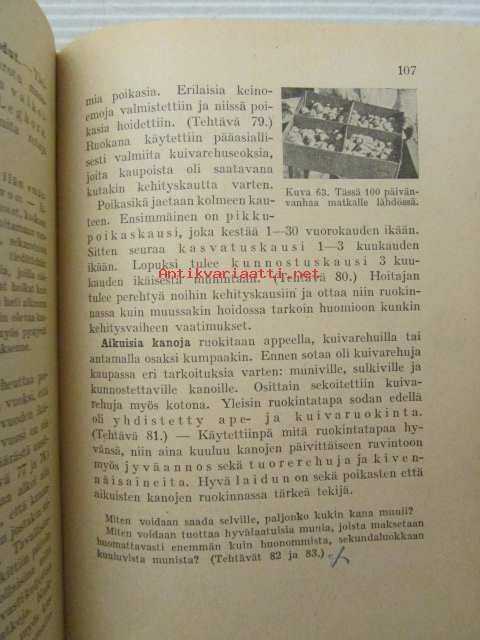 107
mia poikasia. Erilaisia keino-
emoja valmistettiin ja niissä poi-
kasia hoidettiin. (Tehtävä 79.)
Ruokana käytettiin pääasialli-
sesti valmiita kuivarehuseoksia,
joita kaupoista oli saatavana
kutakin kehityskautta varten.
Poikasikä jaetaan kolmeen kau-
teen. Ensimmäinen on pikku-
poikaskausi, joka kestää 1—30 vuorokauden ikään.
Kuva 63. Tässä 100 päivän-
vanhaa matkalle lähdössä.
Sitten seuraa kasvatuskausi 1—3 kuukauden
ikään. Lopuksi tulee kunnostuskausi 3 kuu-
kauden ikäisestä munintaan. (Tehtävä 80.) Hoitajan
tulee perehtyä noihin kehityskausiin ja ottaa niin ruokin-
nassa kuin muussakin hoidossa tarkoin huomioon kunkin
kehitysvaiheen vaatimukset.
Aikuisia kanoja ruokitaan appeella, kuivarehuilla tai
antamalla osaksi kumpaakin. Ennen sotaa oli kuivarehuja
kaupassa eri tarkoituksia varten: muniville, sulkiville ja
kunnostettaville kanoille. Osittain sekoitettiin kuiva-
rehuja myös kotona. Yleisin ruokintatapa sodan edellä
oli yhdistetty ape- ja kuivaruokinta.
(Tehtävä 81.) — Käytettiinpä mitä ruokintatapaa hy-
vänsä, niin aina kuuluu kanojen päivittäiseen ravintoon
myös jyväannos sekä tuorerehuja ja kiven-
näisaineita. Hyvä laidun on sekä poikasten että
aikuisten kanojen ruokinnassa tärkeä tekijä.
Miten voidaan saada selville, paljonko kukin kana munii?
Miten voidaan tuottaa hyvälaatuisia munia, joista maksetaan
huomattavasti enemmän kuin huonommista, sekundaluokkaan
kuuluvista munista? (Tehtävät 82 ja 83.)
Antikvariaatti.net